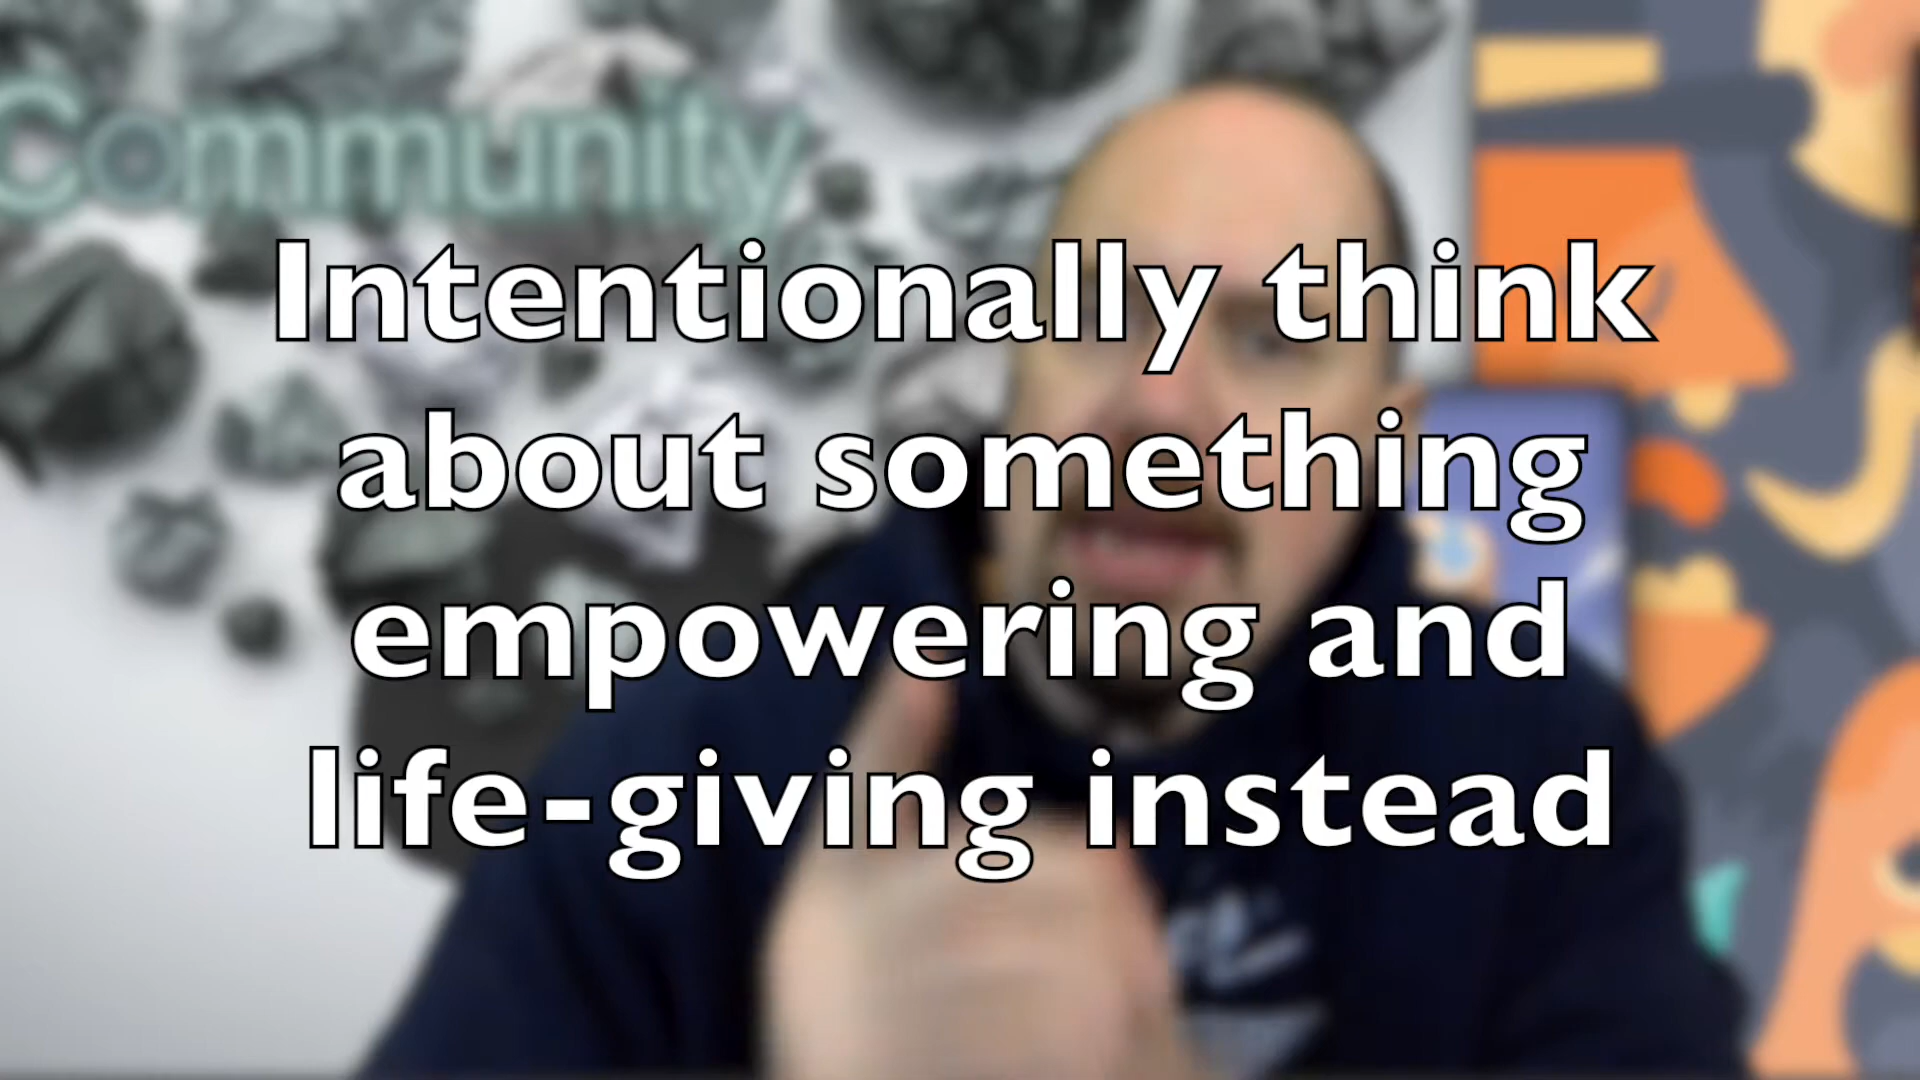 Community
Intentionally think
about something
empowering and
life-giving instead